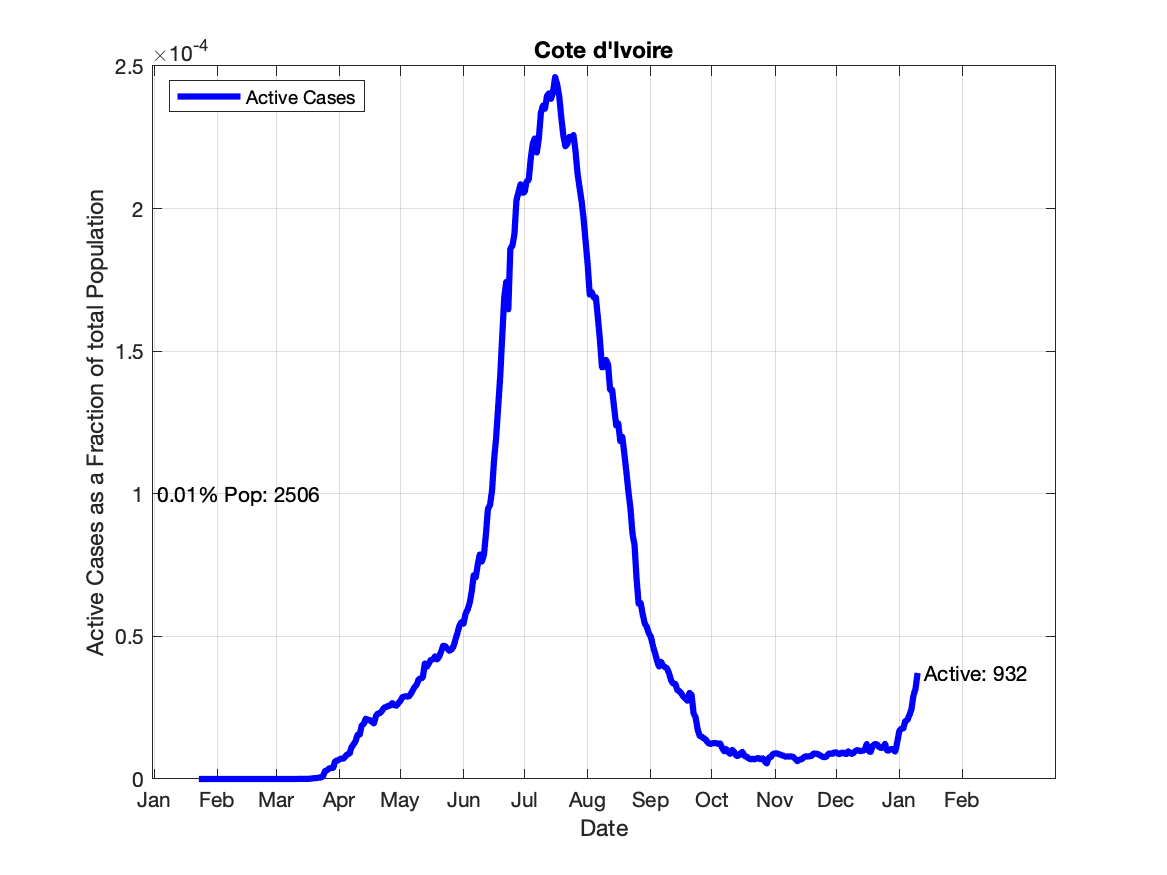 Cote d'Ivoire
×10-4
2.5
2
1.5
1
0.5
0
Active Cases as a Fraction of total Population
Active Cases
0.01% Pop: 2506
Active: 932
Jan Feb Mar Apr May Jun Jul Aug Sep Oct Nov Dec Jan Feb
Date